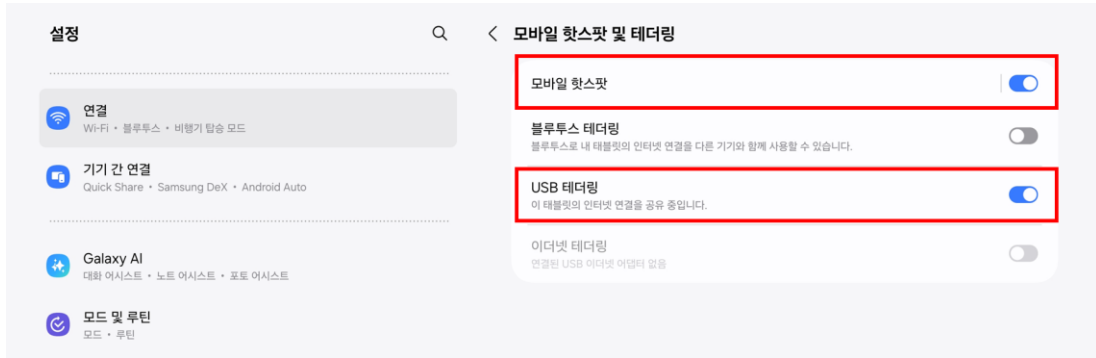 설정
연결
Wi-Fi • 블루투스 • 비행기 탑승 모드
기기 간 연결
Quick Share • Samsung DeX • Android Auto
Galaxy AI
대화 어시스트 • 노트 어시스트 • 포토 어시스트
모드 및 루틴
모드 • 루틴
모바일 핫스팟 및 테더링
모바일 핫스팟
블루투스 테더링
블루투스로 내 태블릿의 인터넷 연결을 다른 기기와 함께 사용할 수 있습니다.
USB 테더링
이 태블릿의 인터넷 연결을 공유 중입니다.
이더넷 테더링
연결된 USB 이더넷 어댑터 없음